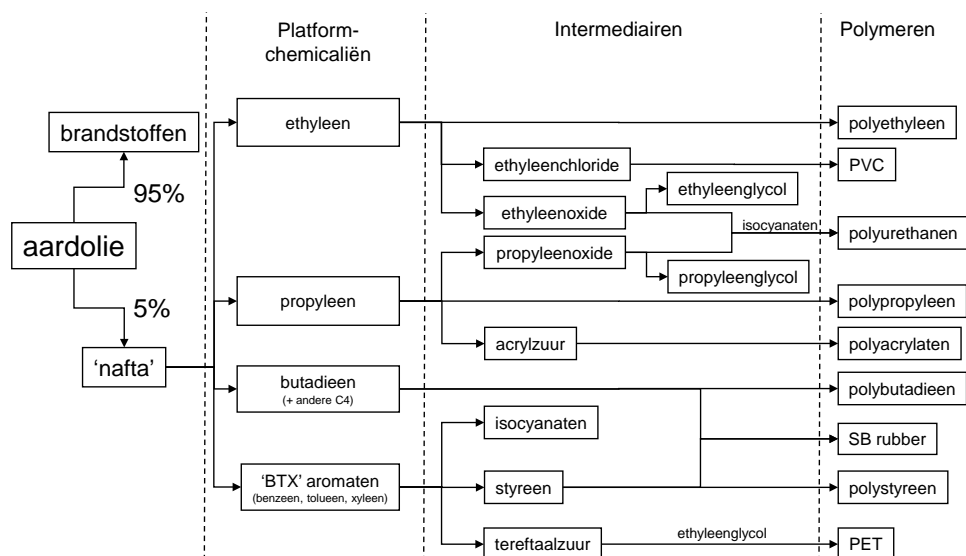 Platform-
chemicaliën
Intermediairen
Polymeren
brandstoffen
95%
aardolie
5%
‘nafta’
ethyleen
propyleen
butadieen
(+ andere C4)
‘BTX’ aromaten
(benzeen, tolueen, xyleen)
ethyleenchloride
ethyleenglycol
ethyleenoxide
isocyanaten
propyleenoxide
propyleenglycol
acrylzuur
isocyanaten
styreen
tereftaalzuur
ethyleenglycol
polyethyleen
PVC
polyurethanen
polypropyleen
polyacrylaten
polybutadieen
SB rubber
polystyreen
PET